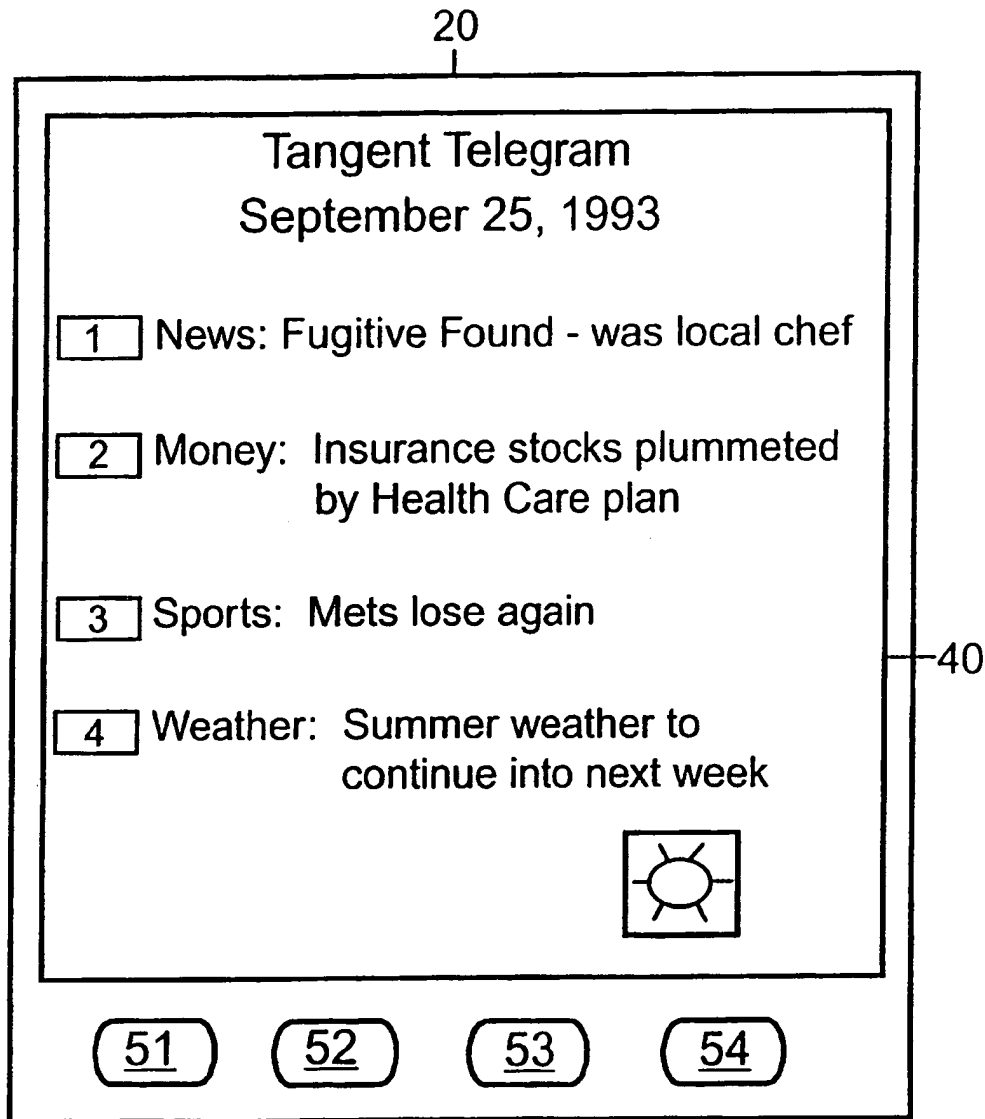 20
Tangent Telegram
September 25, 1993
1 News: Fugitive Found - was local chef
2 Money: Insurance stocks plummeted
by Health Care plan
3 Sports: Mets lose again
40
4 Weather: Summer weather to
continue into next week
51 52 53 54